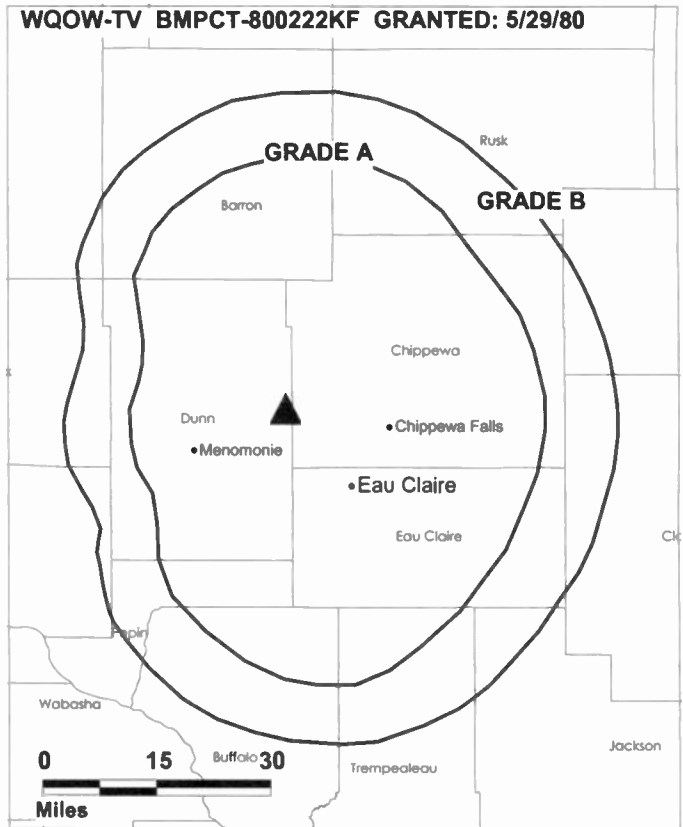 WQOW-TV BMPCT-800222KF GRANTED: 5/29/80
Rusk
GRADE A
GRADE B
Barron
Chippewa
Dunn
•Chippewa Falls
•Menomonie
•Eau Claire
Eau Claire
Pepin
Wabasha
Buffalo
Jackson
Trempealeau
0 15 30
Miles